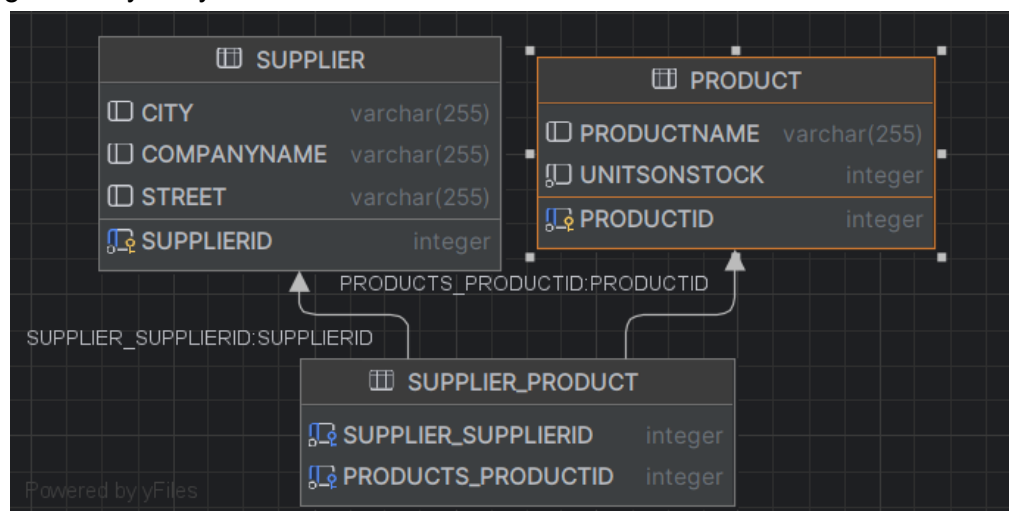 SUPPLIER
CITY varchar(255)
COMPANYNAME varchar(255)
STREET varchar(255)
SUPPLIERID integer
PRODUCT
PRODUCTNAME varchar(255)
UNITSONSTOCK integer
PRODUCTID integer
PRODUCTS_PRODUCTID:PRODUCTID
SUPPLIER_SUPPLIERID:SUPPLIERID
SUPPLIER_PRODUCT
SUPPLIER_SUPPLIERID integer
PRODUCTS_PRODUCTID integer
Powered by yFiles